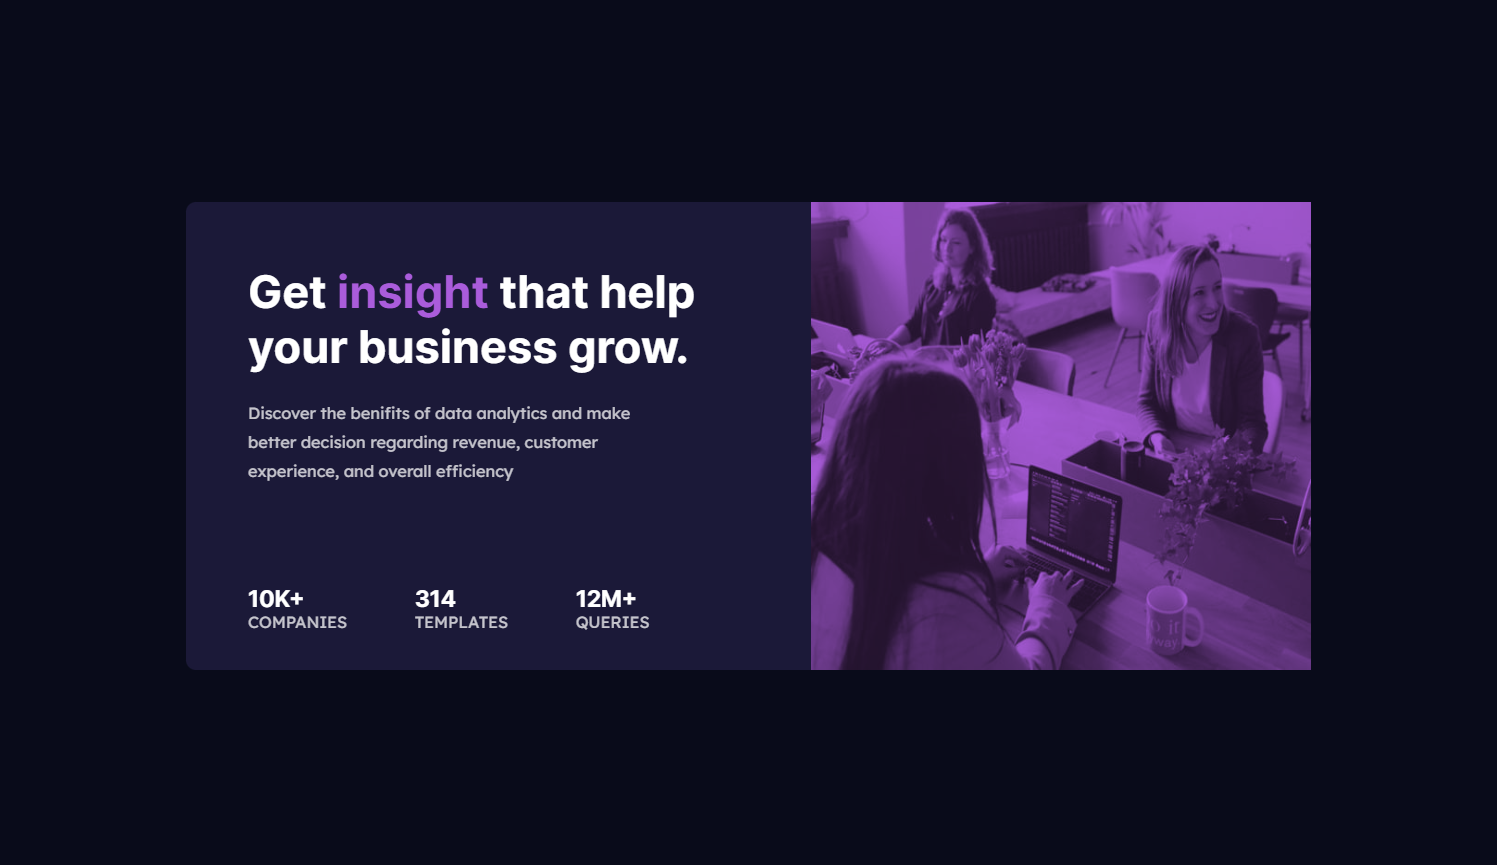 Get insight that help
your business grow.
Discover the benifits of data analytics and make
better decision regarding revenue, customer
experience, and overall efficiency
10K+ 314 12M+
COMPANIES TEMPLATES QUERIES